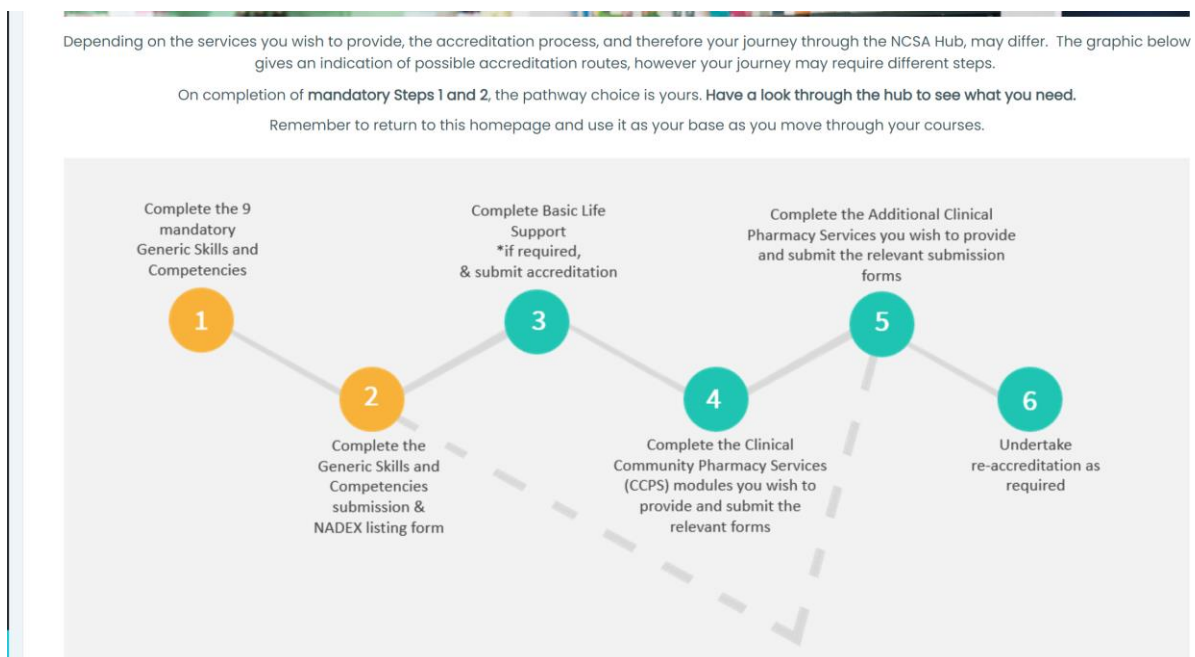 Depending on the services you wish to provide, the accreditation process, and therefore your journey through the NCSA Hub, may differ. The graphic below
gives an indication of possible accreditation routes, however your journey may require different steps.
On completion of mandatory Steps 1 and 2, the pathway choice is yours. Have a look through the hub to see what you need.
Remember to return to this homepage and use it as your base as you move through your courses.
Complete the 9
mandatory
Generic Skills and
Competencies
1
2
Complete the
Generic Skills and
Competencies
submission &
NADEX listing form
Complete Basic Life
Support
*if required,
& submit accreditation
3
4
Complete the Clinical
Community Pharmacy Services
(CCPS) modules you wish to
provide and submit the
relevant forms
Complete the Additional Clinical
Pharmacy Services you wish to provide
and submit the relevant submission
forms
5
6
Undertake
re-accreditation as
required